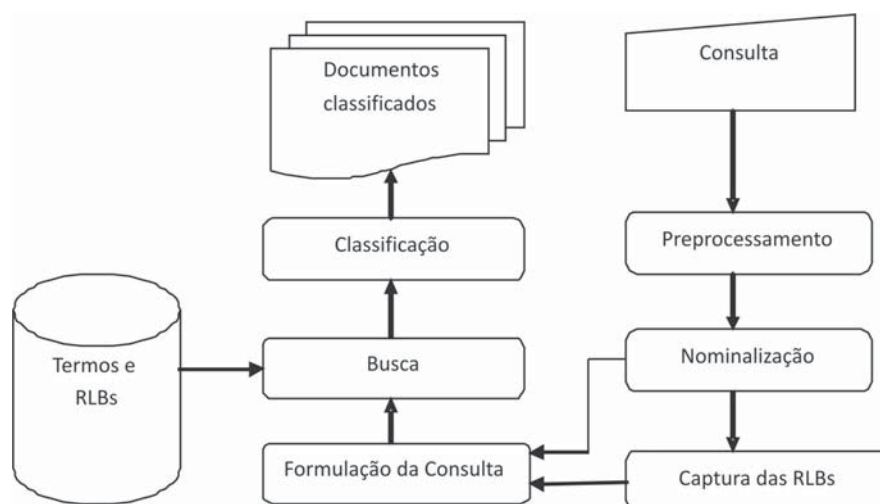 Documentos
classificados
Consulta
Classificação
Preprocessamento
Termos e
RLBs
Busca
Nominalização
Formulação da Consulta
Captura das RLBs